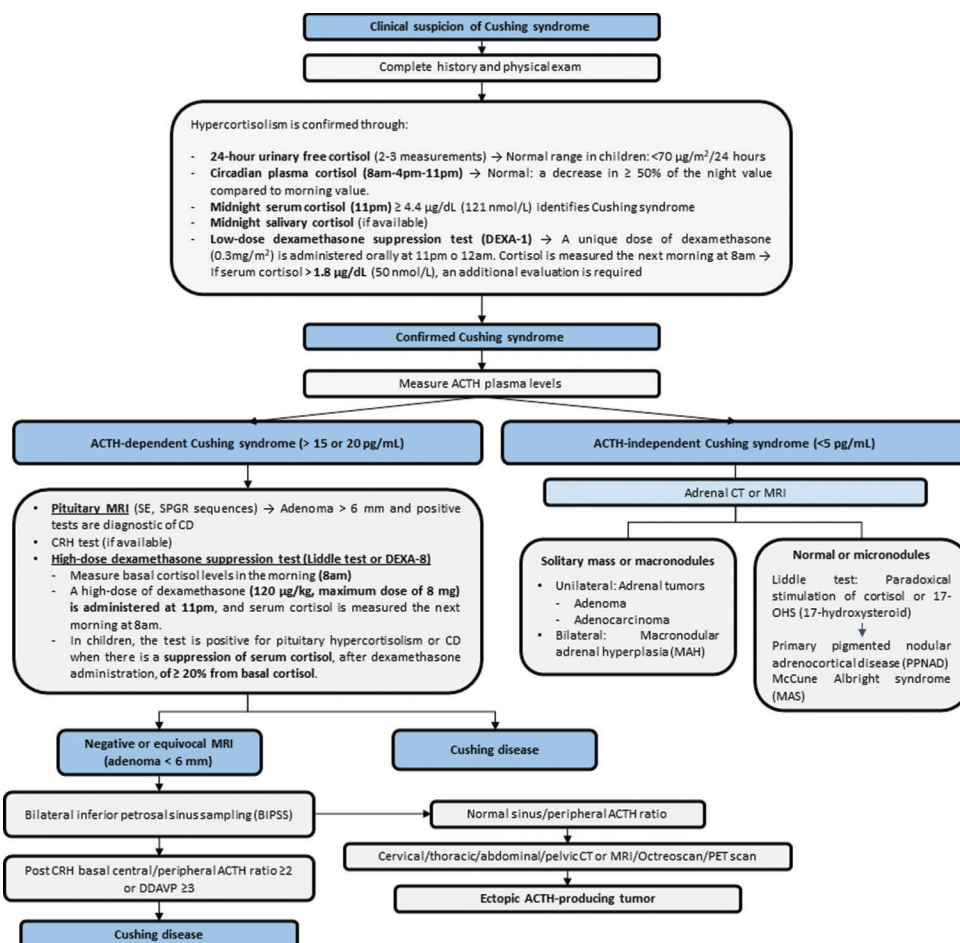 Clinical suspicion of Cushing syndrome
Complete history and physical exam
Hypercortisolism is confirmed through:
- 24-hour urinary free cortisol (2-3 measurements) → Normal range in children: <70 µg/m²/24 hours
- Circadian plasma cortisol (8am-4pm-11pm) → Normal: a decrease in ≥ 50% of the night value
compared to morning value.
- Midnight serum cortisol (11pm) ≥ 4.4 µg/dL (121 nmol/L) identifies Cushing syndrome
- Midnight salivary cortisol (if available)
- Low-dose dexamethasone suppression test (DEXA-1) → A unique dose of dexamethasone
(0.3mg/m²) is administered orally at 11pm o 12am. Cortisol is measured the next morning at 8am →
If serum cortisol > 1.8 µg/dL (50 nmol/L), an additional evaluation is required
Confirmed Cushing syndrome
Measure ACTH plasma levels
ACTH-dependent Cushing syndrome (> 15 or 20 pg/mL)
• Pituitary MRI (SE, SPGR sequences) → Adenoma > 6 mm and positive
tests are diagnostic of CD
• CRH test (if available)
• High-dose dexamethasone suppression test (Liddle test or DEXA-8)
- Measure basal cortisol levels in the morning (8am)
- A high-dose of dexamethasone (120 µg/kg, maximum dose of 8 mg)
is administered at 11pm, and serum cortisol is measured the next
morning at 8am.
- In children, the test is positive for pituitary hypercortisolism or CD
when there is a suppression of serum cortisol, after dexamethasone
administration, of ≥ 20% from basal cortisol.
ACTH-independent Cushing syndrome (<5 pg/mL)
Adrenal CT or MRI
Solitary mass or macronodules
• Unilateral: Adrenal tumors
- Adenoma
- Adenocarcinoma
• Bilateral: Macronodular
adrenal hyperplasia (MAH)
Normal or micronodules
Liddle test: Paradoxical
stimulation of cortisol or 17-
OHS (17-hydroxysteroid)
Primary pigmented nodular
adrenocortical disease (PPNAD)
McCune Albright syndrome
(MAS)
Negative or equivocal MRI
(adenoma < 6 mm)
Cushing disease
Bilateral inferior petrosal sinus sampling (BIPSS)
Normal sinus/peripheral ACTH ratio
Cervical/thoracic/abdominal/pelvic CT or MRI/Octreoscan/PET scan
Ectopic ACTH-producing tumor
Post CRH basal central/peripheral ACTH ratio ≥2
or DDAVP ≥3
Cushing disease